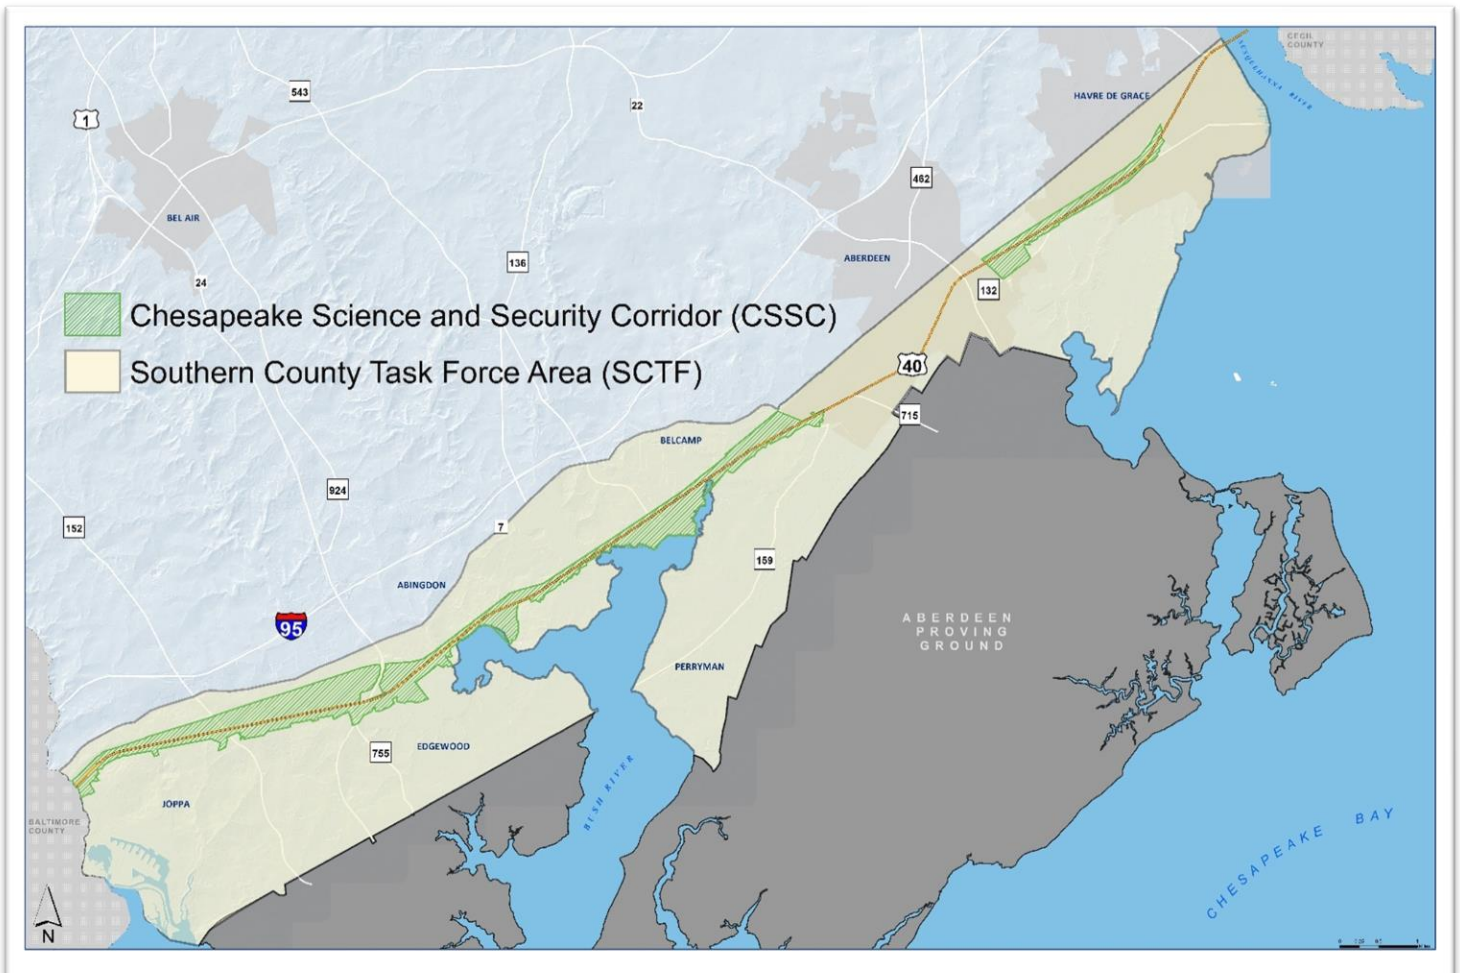 CECIL
COUNTY
SUSQUEHANNA RIVER
543
22
1
HAVRE DE GRACE
462
BEL AIR
136
ABERDEEN
24
132
Chesapeake Science and Security Corridor (CSSC)
Southern County Task Force Area (SCTF)
40
715
BELCAMP
924
152
7
159
ABINGDON
95
ABERDEEN
PROVING
GROUND
PERRYMAN
EDGEWOOD
755
BUSH RIVER
JOPPA
BALTIMORE
COUNTY
CHESAPEAKE BAY
N